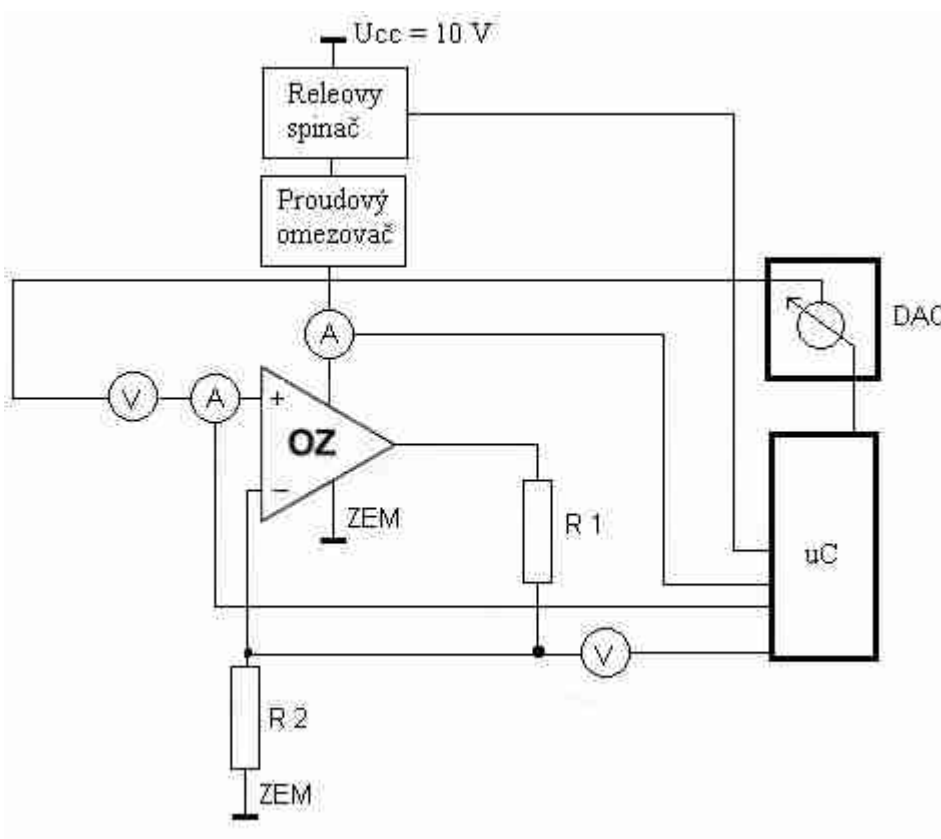 Ucc = 10 V
Releovy
spinač
Proudový
omezovač
A
DAC
V
A
+
OZ
−
ZEM
R 1
uC
V
R 2
ZEM